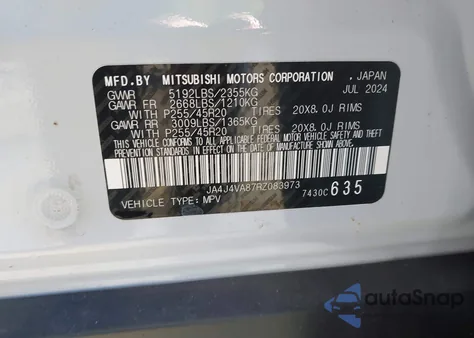 MFD.BY MITSUBISHI MOTORS CORPORATION , JAPAN
GVWR 5192LBS/2355KG JUL 2024
GAWR FR 2668LBS/1210KG
WITH P255/45R20 TIRES, 20X8.0J RIMS
GAWR RR 3009LBS/1365KG
WITH P255/45R20 TIRES, 20X8.0J RIMS
THIS VEHICLE CONFORMS TO ALL APPLICABLE
FEDERAL MOTOR VEHICLE SAFETY AND THEFT
PREVENTION STANDARDS IN EFFECT ON THE DATE
OF MANUFACTURE SHOWN ABOVE.
JA4J4VA87RZ083973
7430C 635
VEHICLE TYPE: MPV
autoSnap